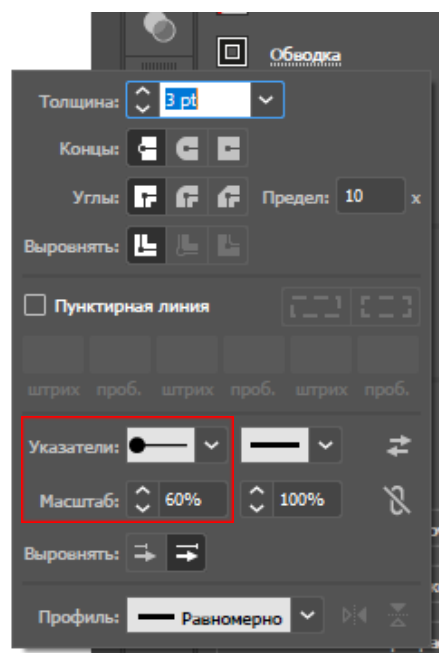 Обводка
Толщина: 3 pt
Концы:
Углы: Предел: 10 x
Выровнять:
Пунктирная линия
штрих проб. штрих проб. штрих проб.
Указатели:
Масштаб: 60% 100%
Выровнять:
Профиль: Равномерно